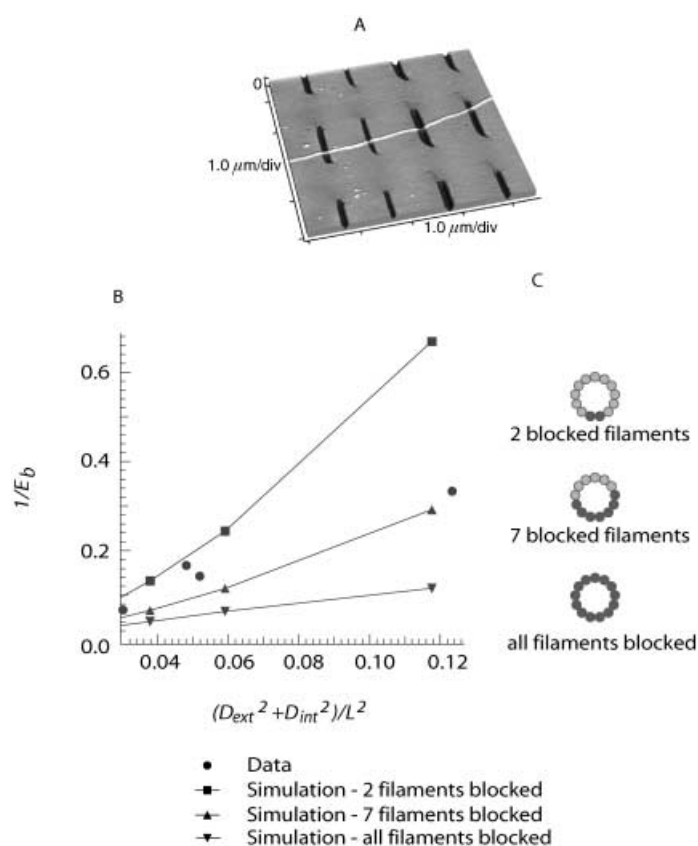 A
0
1.0 μm/div
1.0 μm/div
B
C
0.6
0.4
0.2
0.0
1/E_b
0.04 0.06 0.08 0.10 0.12
(D_ext^2 +D_int^2)/L^2
2 blocked filaments
7 blocked filaments
all filaments blocked
Data
Simulation - 2 filaments blocked
Simulation - 7 filaments blocked
Simulation - all filaments blocked